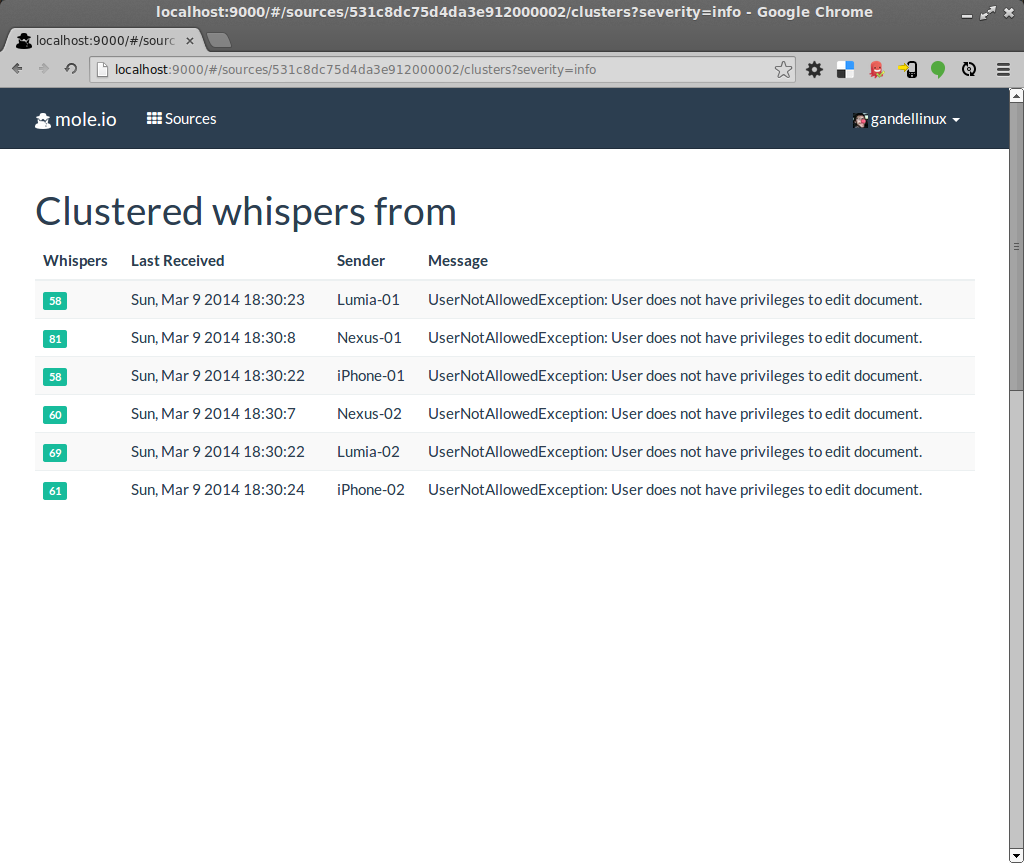 localhost:9000/#/sources/531c8dc75d4da3e912000002/clusters?severity=info - Google Chrome
localhost:9000/#/sourc
localhost:9000/#/sources/531c8dc75d4da3e912000002/clusters?severity=info
mole.io Sources gandellinux
Clustered whispers from
Whispers Last Received Sender Message
58 Sun, Mar 9 2014 18:30:23 Lumia-01 UserNotAllowedException: User does not have privileges to edit document.
81 Sun, Mar 9 2014 18:30:8 Nexus-01 UserNotAllowedException: User does not have privileges to edit document.
58 Sun, Mar 9 2014 18:30:22 iPhone-01 UserNotAllowedException: User does not have privileges to edit document.
60 Sun, Mar 9 2014 18:30:7 Nexus-02 UserNotAllowedException: User does not have privileges to edit document.
69 Sun, Mar 9 2014 18:30:22 Lumia-02 UserNotAllowedException: User does not have privileges to edit document.
61 Sun, Mar 9 2014 18:30:24 iPhone-02 UserNotAllowedException: User does not have privileges to edit document.